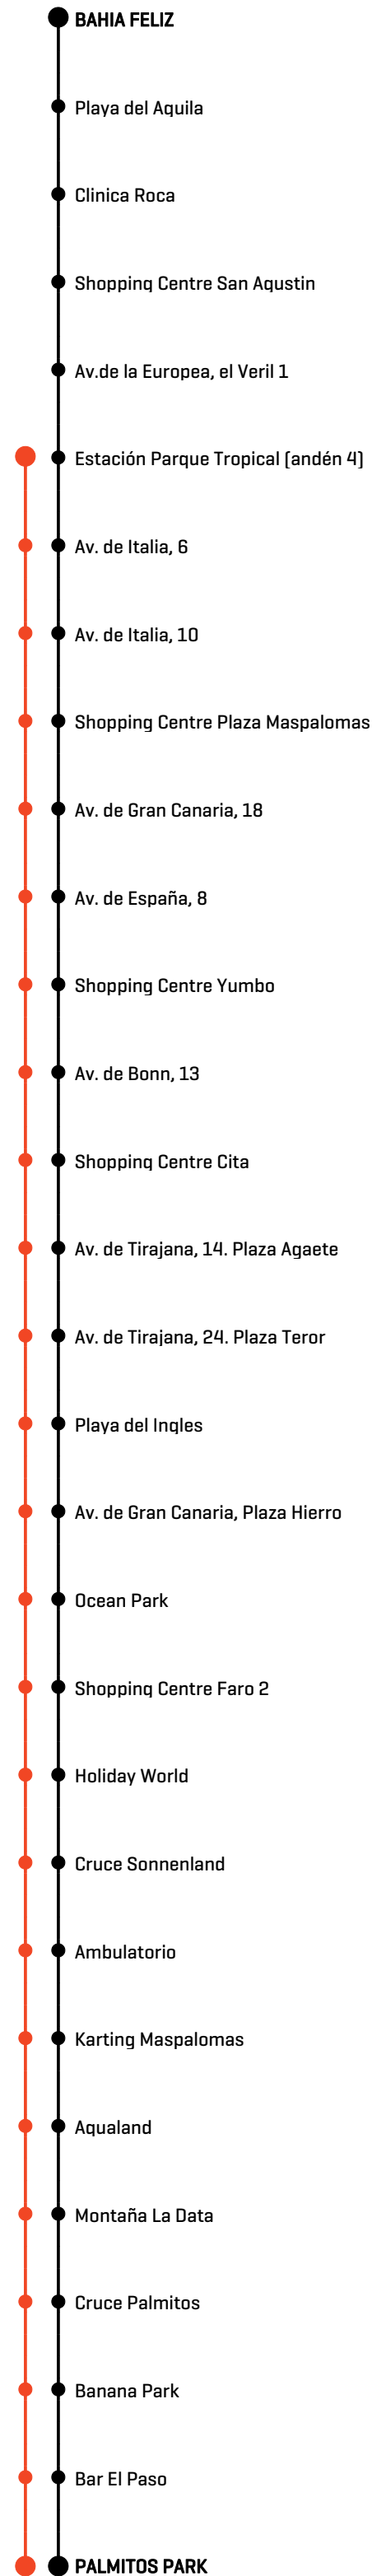 BAHIA FELIZ
Playa del Aguila
Clinica Roca
Shopping Centre San Agustin
Av.de la Europea, el Veril 1
Estación Parque Tropical (andén 4)
Av. de Italia, 6
Av. de Italia, 10
Shopping Centre Plaza Maspalomas
Av. de Gran Canaria, 18
Av. de España, 8
Shopping Centre Yumbo
Av. de Bonn, 13
Shopping Centre Cita
Av. de Tirajana, 14. Plaza Agaete
Av. de Tirajana, 24. Plaza Teror
Playa del Ingles
Av. de Gran Canaria, Plaza Hierro
Ocean Park
Shopping Centre Faro 2
Holiday World
Cruce Sonnenland
Ambulatorio
Karting Maspalomas
Aqualand
Montaña La Data
Cruce Palmitos
Banana Park
Bar El Paso
PALMITOS PARK